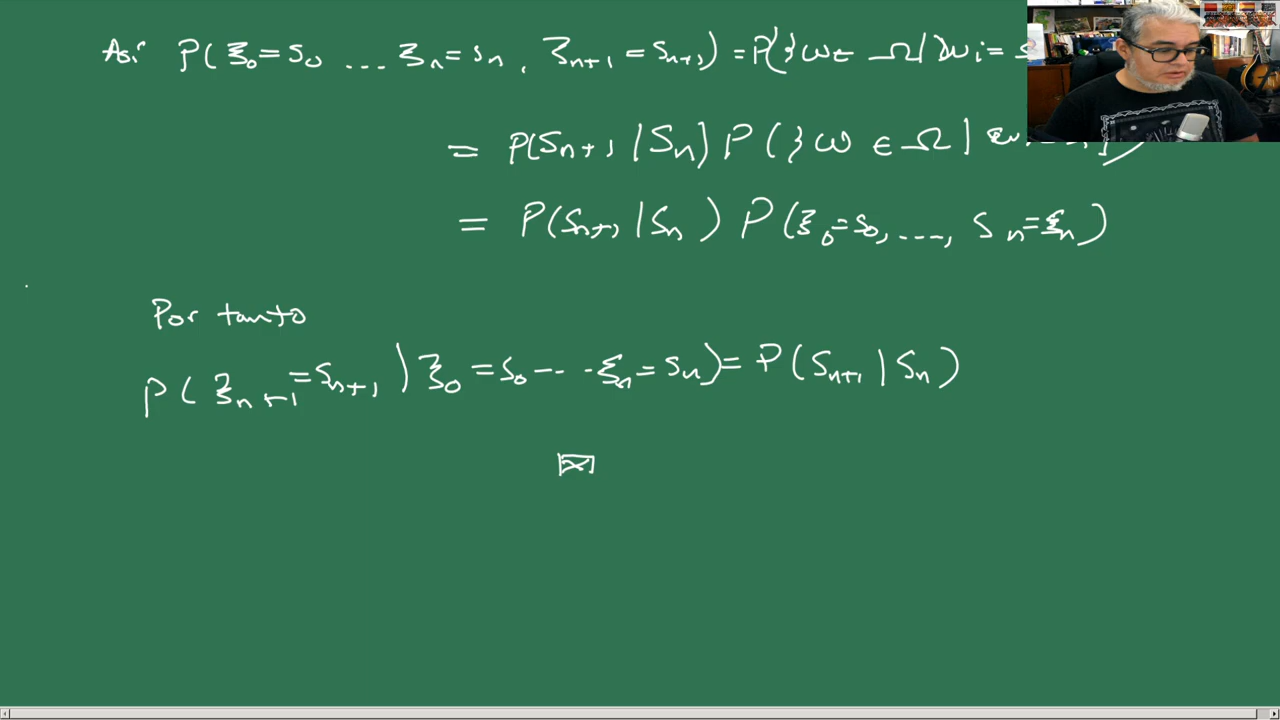 Así P(ξ₀=s₀ ... ξₙ=sₙ, ξₙ₊₁=sₙ₊₁) = P({ω∈Ω|ωi=
= P(sₙ₊₁|sₙ) P({ω∈Ω|
= P(sₙ₊₁|sₙ) P(ξ₀=s₀, ..., sₙ=ξₙ)
Por tanto
P(ξₙ₊₁=sₙ₊₁|ξ₀=s₀...ξₙ=sₙ) = P(sₙ₊₁|sₙ)